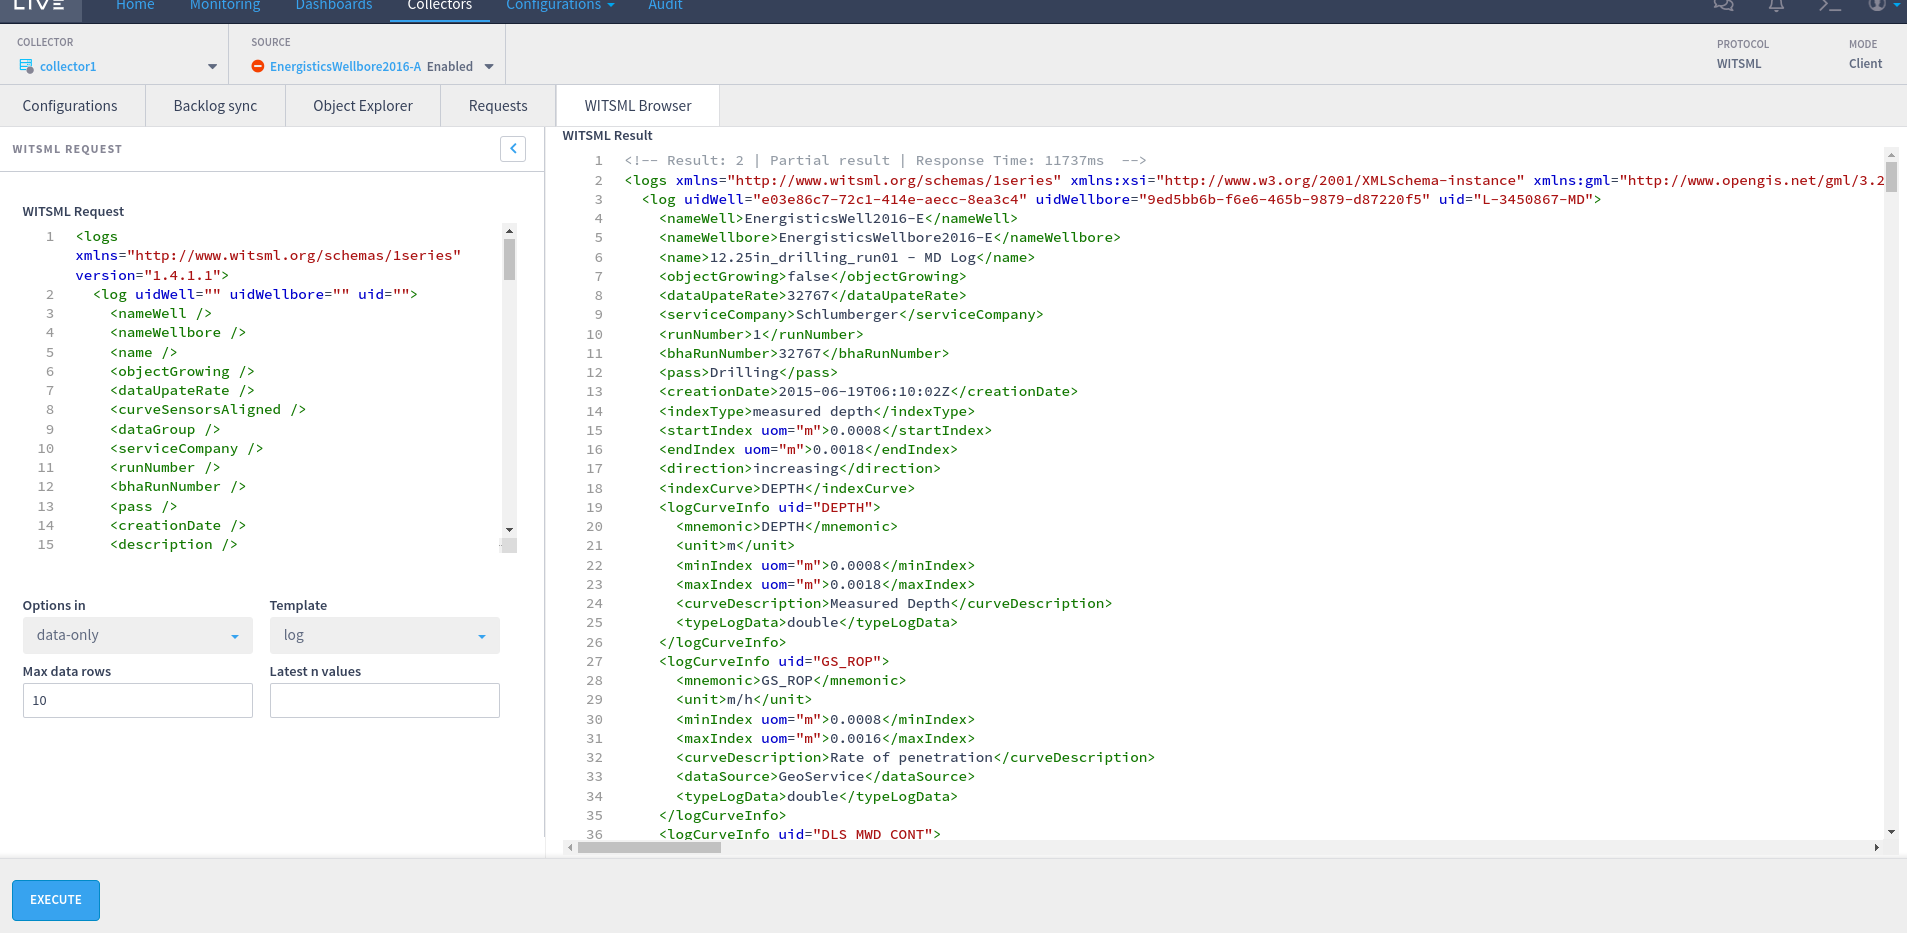 LIVE Home Monitoring Dashboards Collectors Configurations Audit
COLLECTOR SOURCE PROTOCOL MODE
collector1 EnergisticsWellbore2016-A Enabled WITSML Client
Configurations Backlog sync Object Explorer Requests WITSML Browser
WITSML REQUEST
WITSML Request
1 <logs
xmlns="http://www.witsml.org/schemas/1series"
version="1.4.1.1">
2 <log uidWell="" uidWellbore="" uid="">
3 <nameWell />
4 <nameWellbore />
5 <name />
6 <objectGrowing />
7 <dataUpateRate />
8 <curveSensorsAligned />
9 <dataGroup />
10 <serviceCompany />
11 <runNumber />
12 <bhaRunNumber />
13 <pass />
14 <creationDate />
15 <description />
Options in Template
data-only log
Max data rows Latest n values
10
WITSML Result
1 <!-- Result: 2 | Partial result | Response Time: 11737ms -->
2 <logs xmlns="http://www.witsml.org/schemas/1series" xmlns:xsi="http://www.w3.org/2001/XMLSchema-instance" xmlns:gml="http://www.opengis.net/gml/3.2
3 <log uidWell="e03e86c7-72c1-414e-aecc-8ea3c4" uidWellbore="9ed5bb6b-f6e6-465b-9879-d87220f5" uid="L-3450867-MD">
4 <nameWell>EnergisticsWell2016-E</nameWell>
5 <nameWellbore>EnergisticsWellbore2016-E</nameWellbore>
6 <name>12.25in_drilling_run01 - MD Log</name>
7 <objectGrowing>false</objectGrowing>
8 <dataUpateRate>32767</dataUpateRate>
9 <serviceCompany>Schlumberger</serviceCompany>
10 <runNumber>1</runNumber>
11 <bhaRunNumber>32767</bhaRunNumber>
12 <pass>Drilling</pass>
13 <creationDate>2015-06-19T06:10:02Z</creationDate>
14 <indexType>measured depth</indexType>
15 <startIndex uom="m">0.0008</startIndex>
16 <endIndex uom="m">0.0018</endIndex>
17 <direction>increasing</direction>
18 <indexCurve>DEPTH</indexCurve>
19 <logCurveInfo uid="DEPTH">
20 <mnemonic>DEPTH</mnemonic>
21 <unit>m</unit>
22 <minIndex uom="m">0.0008</minIndex>
23 <maxIndex uom="m">0.0018</maxIndex>
24 <curveDescription>Measured Depth</curveDescription>
25 <typeLogData>double</typeLogData>
26 </logCurveInfo>
27 <logCurveInfo uid="GS_ROP">
28 <mnemonic>GS_ROP</mnemonic>
29 <unit>m/h</unit>
30 <minIndex uom="m">0.0008</minIndex>
31 <maxIndex uom="m">0.0016</maxIndex>
32 <curveDescription>Rate of penetration</curveDescription>
33 <dataSource>GeoService</dataSource>
34 <typeLogData>double</typeLogData>
35 </logCurveInfo>
36 <logCurveInfo uid="DLS_MWD_CONT">
EXECUTE